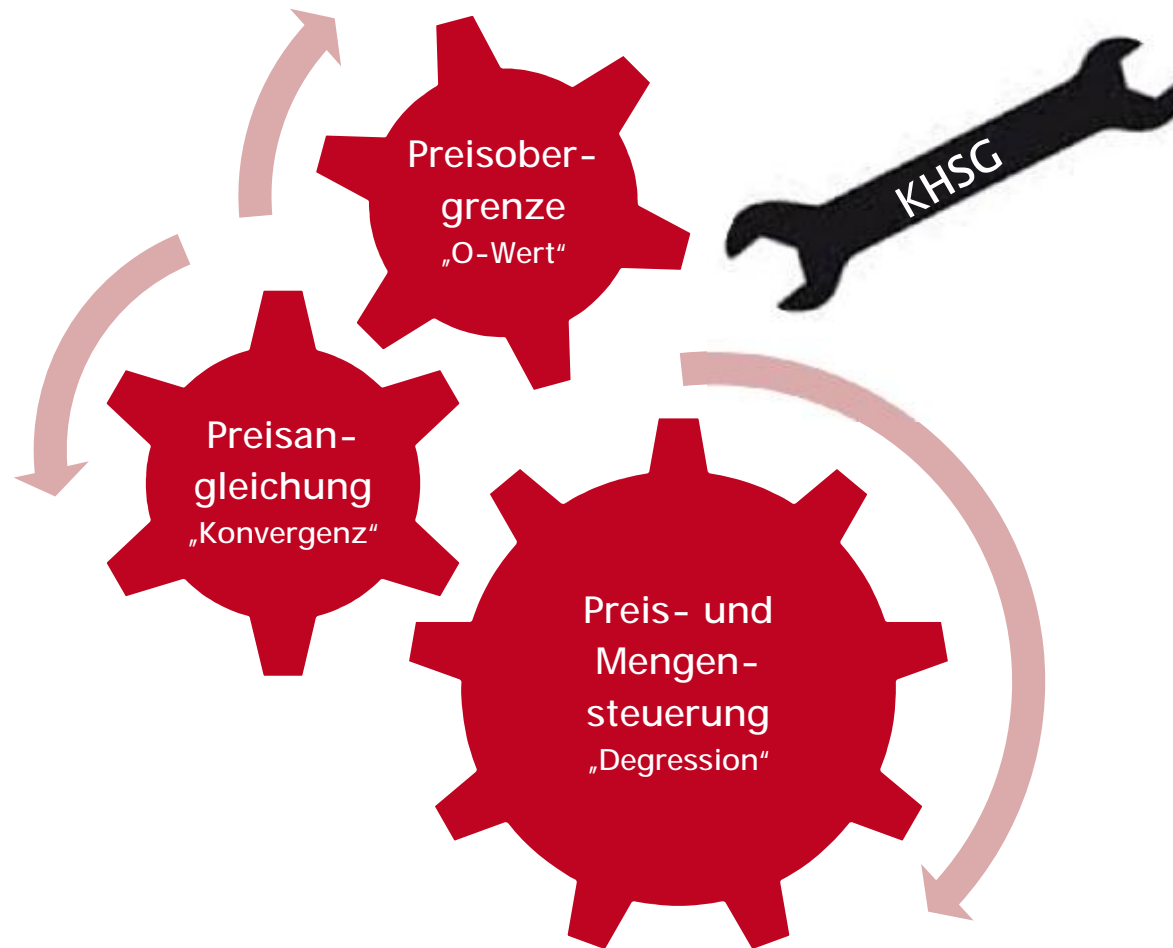 Preisober-
grenze
„O-Wert“
KHSG
Preisan-
gleichung
„Konvergenz“
Preis- und
Mengen-
steuerung
„Degression“